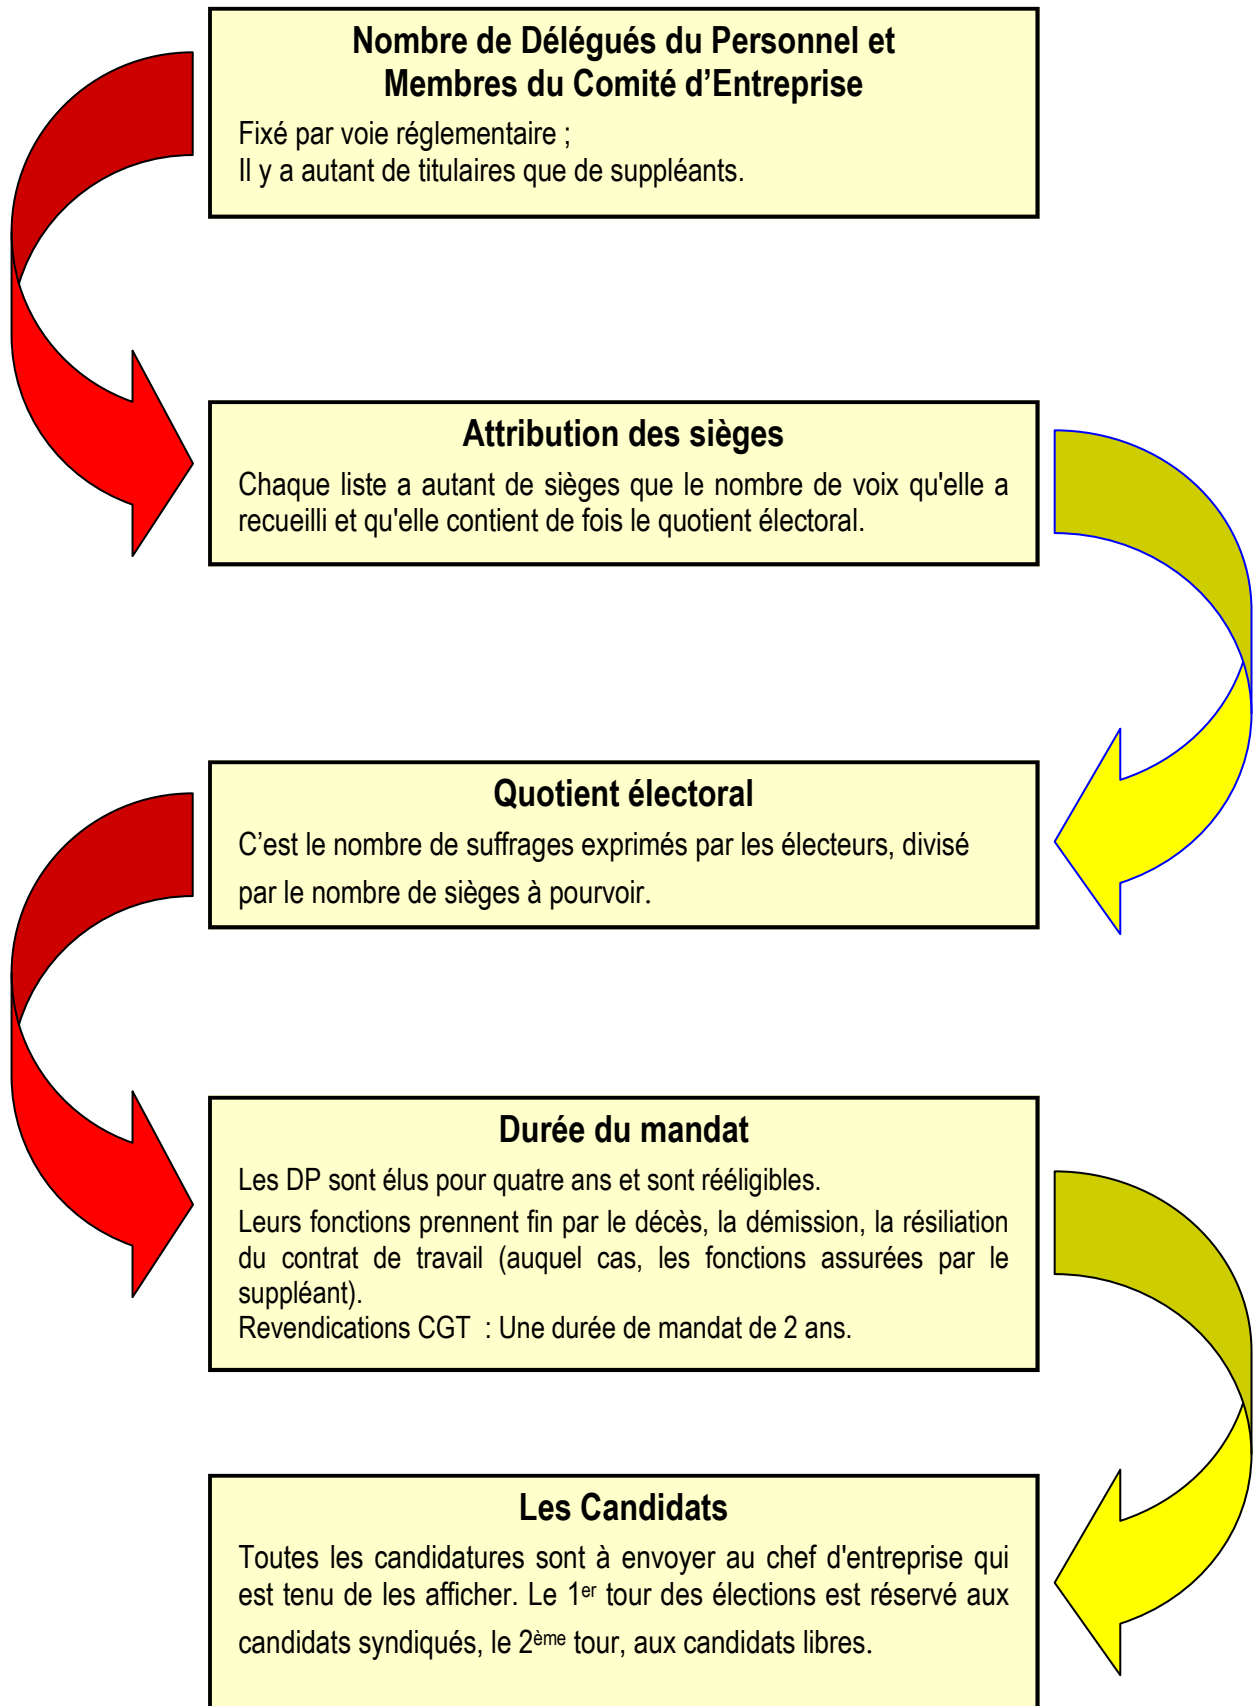 Nombre de Délégués du Personnel et
Membres du Comité d’Entreprise
Fixé par voie réglementaire ;
Il y a autant de titulaires que de suppléants.
Attribution des sièges
Chaque liste a autant de sièges que le nombre de voix qu'elle a
recueilli et qu'elle contient de fois le quotient électoral.
Quotient électoral
C’est le nombre de suffrages exprimés par les électeurs, divisé
par le nombre de sièges à pourvoir.
Durée du mandat
Les DP sont élus pour quatre ans et sont rééligibles.
Leurs fonctions prennent fin par le décès, la démission, la résiliation
du contrat de travail (auquel cas, les fonctions assurées par le
suppléant).
Revendications CGT : Une durée de mandat de 2 ans.
Les Candidats
Toutes les candidatures sont à envoyer au chef d'entreprise qui
est tenu de les afficher. Le 1er tour des élections est réservé aux
candidats syndiqués, le 2ème tour, aux candidats libres.